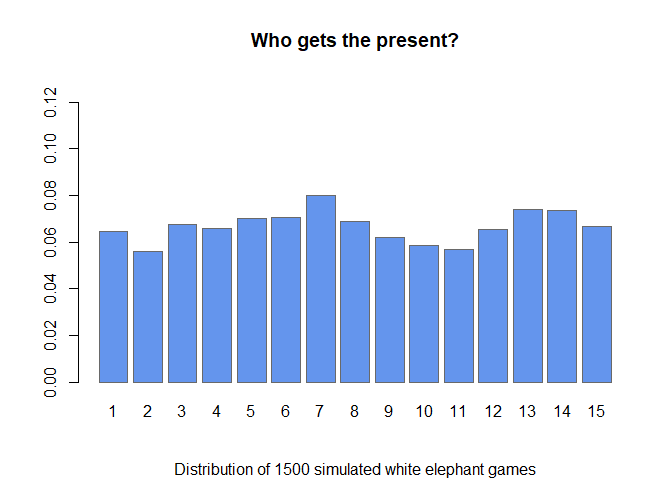 Who gets the present?
0.12
0.10
0.08
0.06
0.04
0.02
0.00
1 2 3 4 5 6 7 8 9 10 11 12 13 14 15
Distribution of 1500 simulated white elephant games